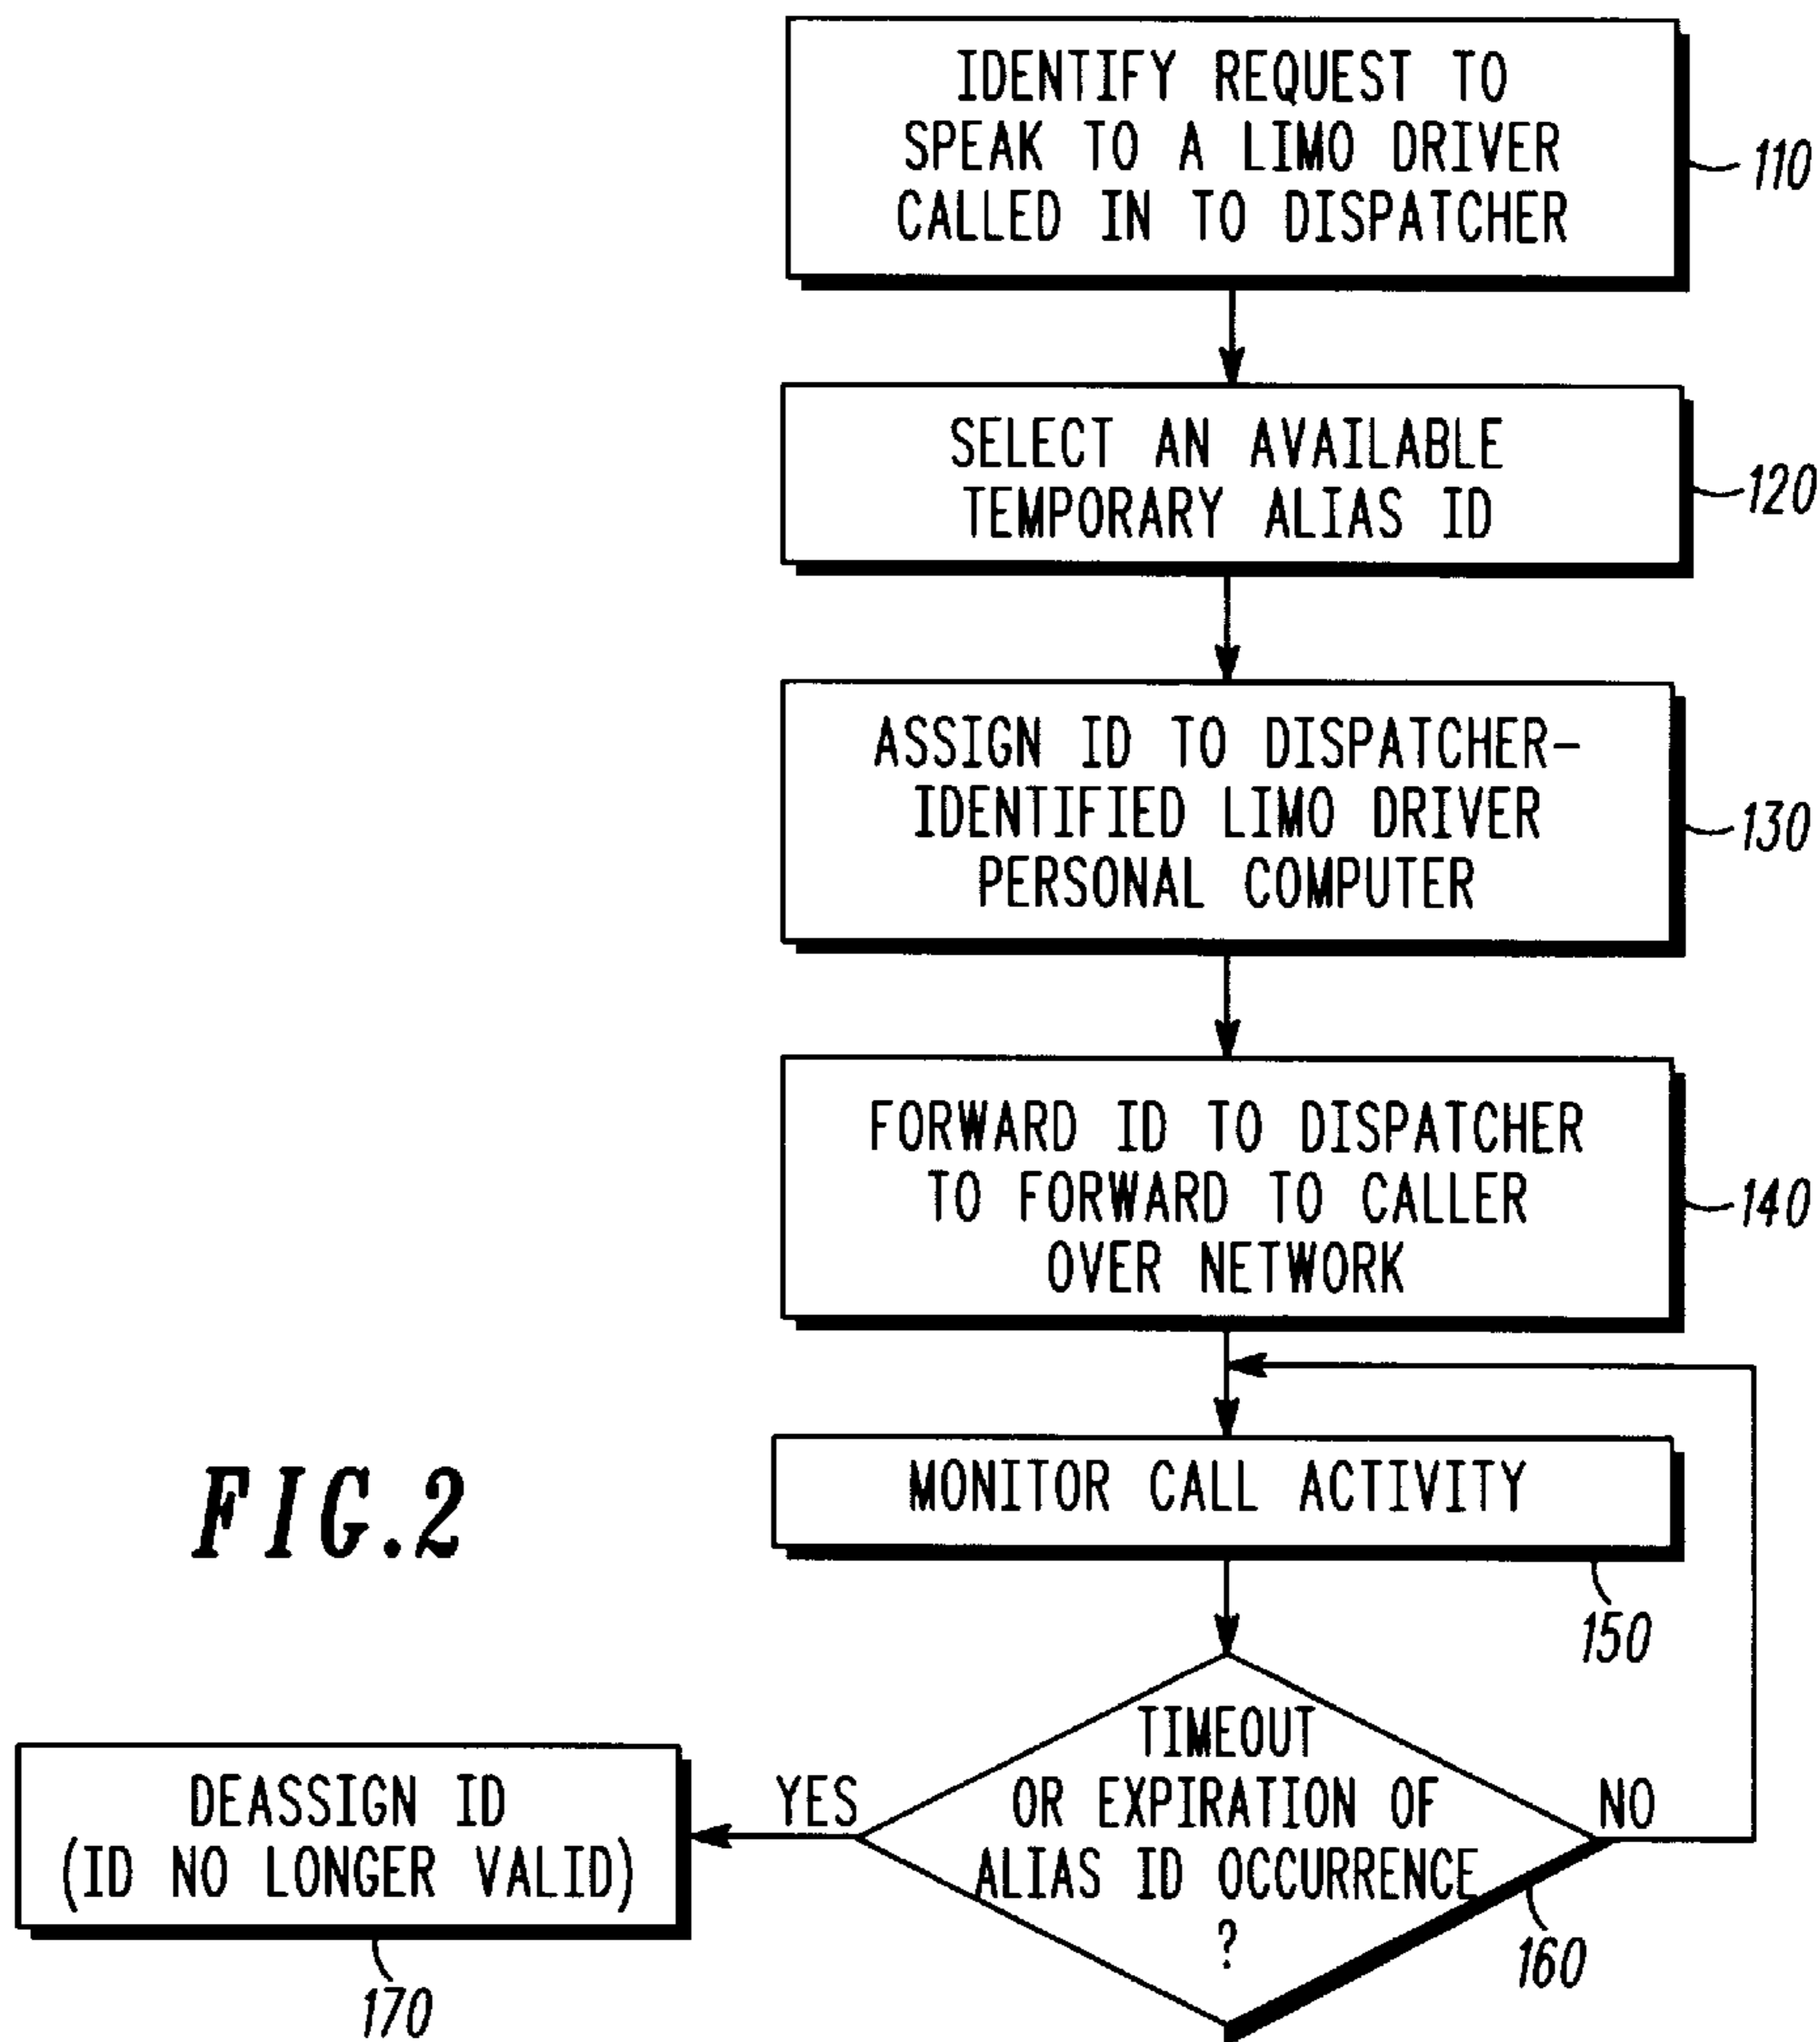 IDENTIFY REQUEST TO
SPEAK TO A LIMO DRIVER
CALLED IN TO DISPATCHER
110
SELECT AN AVAILABLE
TEMPORARY ALIAS ID
120
ASSIGN ID TO DISPATCHER-
IDENTIFIED LIMO DRIVER
PERSONAL COMPUTER
130
FORWARD ID TO DISPATCHER
TO FORWARD TO CALLER
OVER NETWORK
140
MONITOR CALL ACTIVITY
150
FIG.2
TIMEOUT
OR EXPIRATION OF
ALIAS ID OCCURRENCE
?
160
YES
NO
DEASSIGN ID
(ID NO LONGER VALID)
170